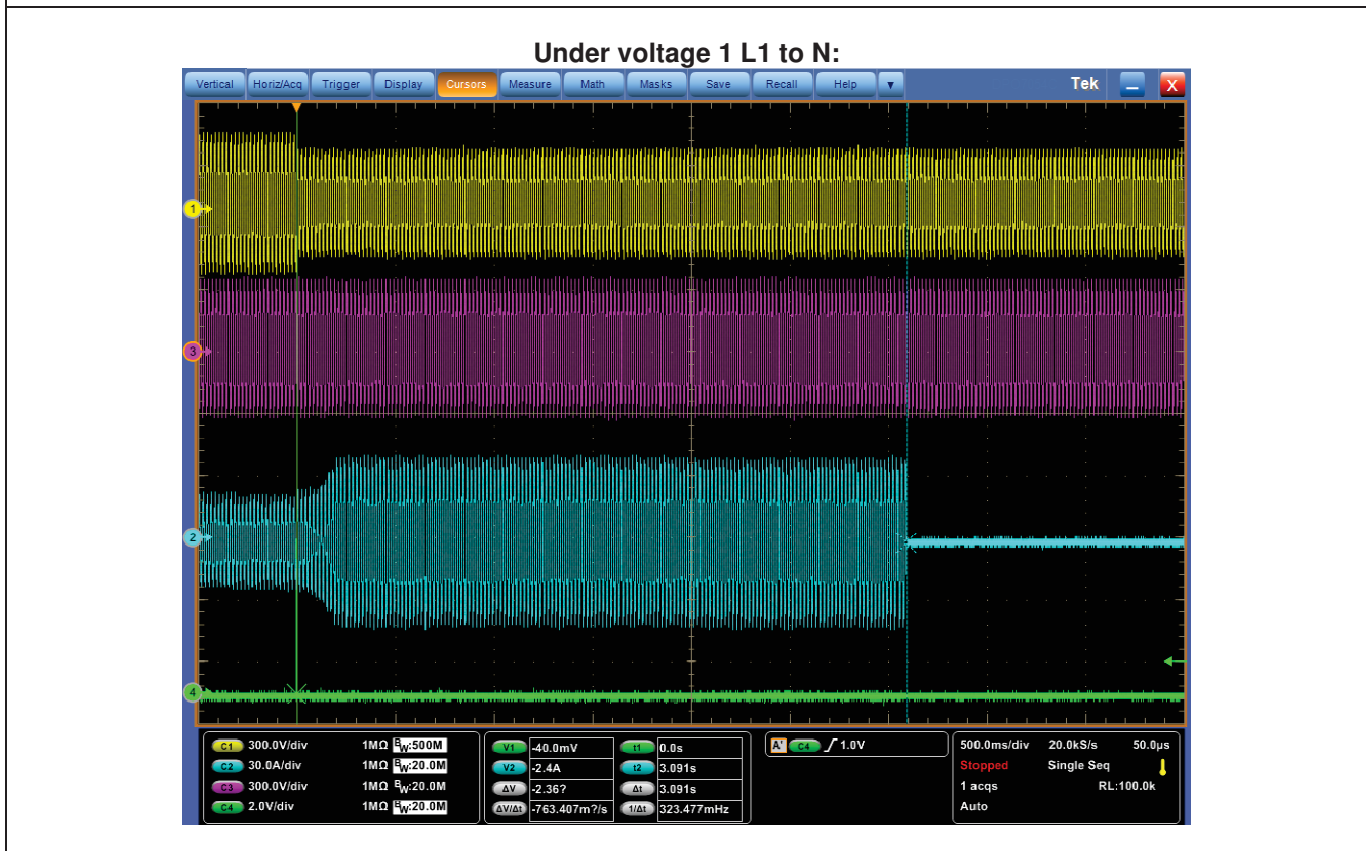 Under voltage 1 L1 to N:
Vertical Horiz/Acq Trigger Display Cursors Measure Math Masks Save Recall Help Tek X
1
3
2
4
C1 300.0V/div 1MΩ BW:500M
C2 30.0A/div 1MΩ BW:20.0M
C3 300.0V/div 1MΩ BW:20.0M
C4 2.0V/div 1MΩ BW:20.0M
V1 -40.0mV t1 0.0s
V2 -2.4A t2 3.091s
ΔV -2.36? Δt 3.091s
ΔV/Δt -763.407m?/s 1/Δt 323.477mHz
A' C4 1.0V
500.0ms/div 20.0kS/s 50.0µs
Stopped Single Seq
1 acqs RL:100.0k
Auto